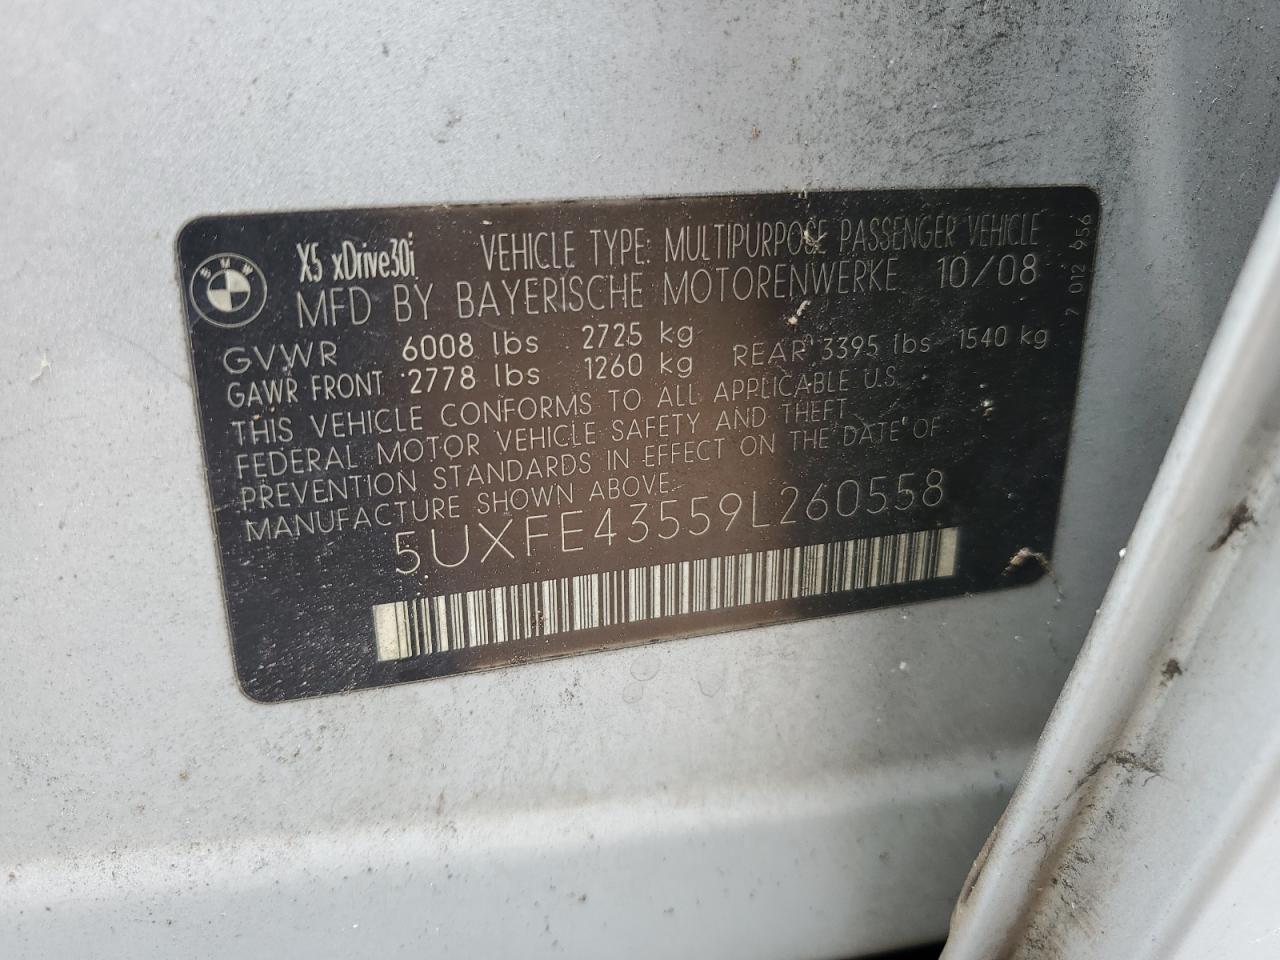 BMW
X5 xDrive30i VEHICLE TYPE: MULTIPURPOSE PASSENGER VEHICLE
MFD BY BAYERISCHE MOTORENWERKE 10/08
GVWR 6008 lbs 2725 kg
GAWR FRONT 2778 lbs 1260 kg REAR 3395 lbs 1540 kg
THIS VEHICLE CONFORMS TO ALL APPLICABLE U.S.
FEDERAL MOTOR VEHICLE SAFETY AND THEFT
PREVENTION STANDARDS IN EFFECT ON THE DATE OF
MANUFACTURE SHOWN ABOVE.
5UXFE43559L260558
7 012 956